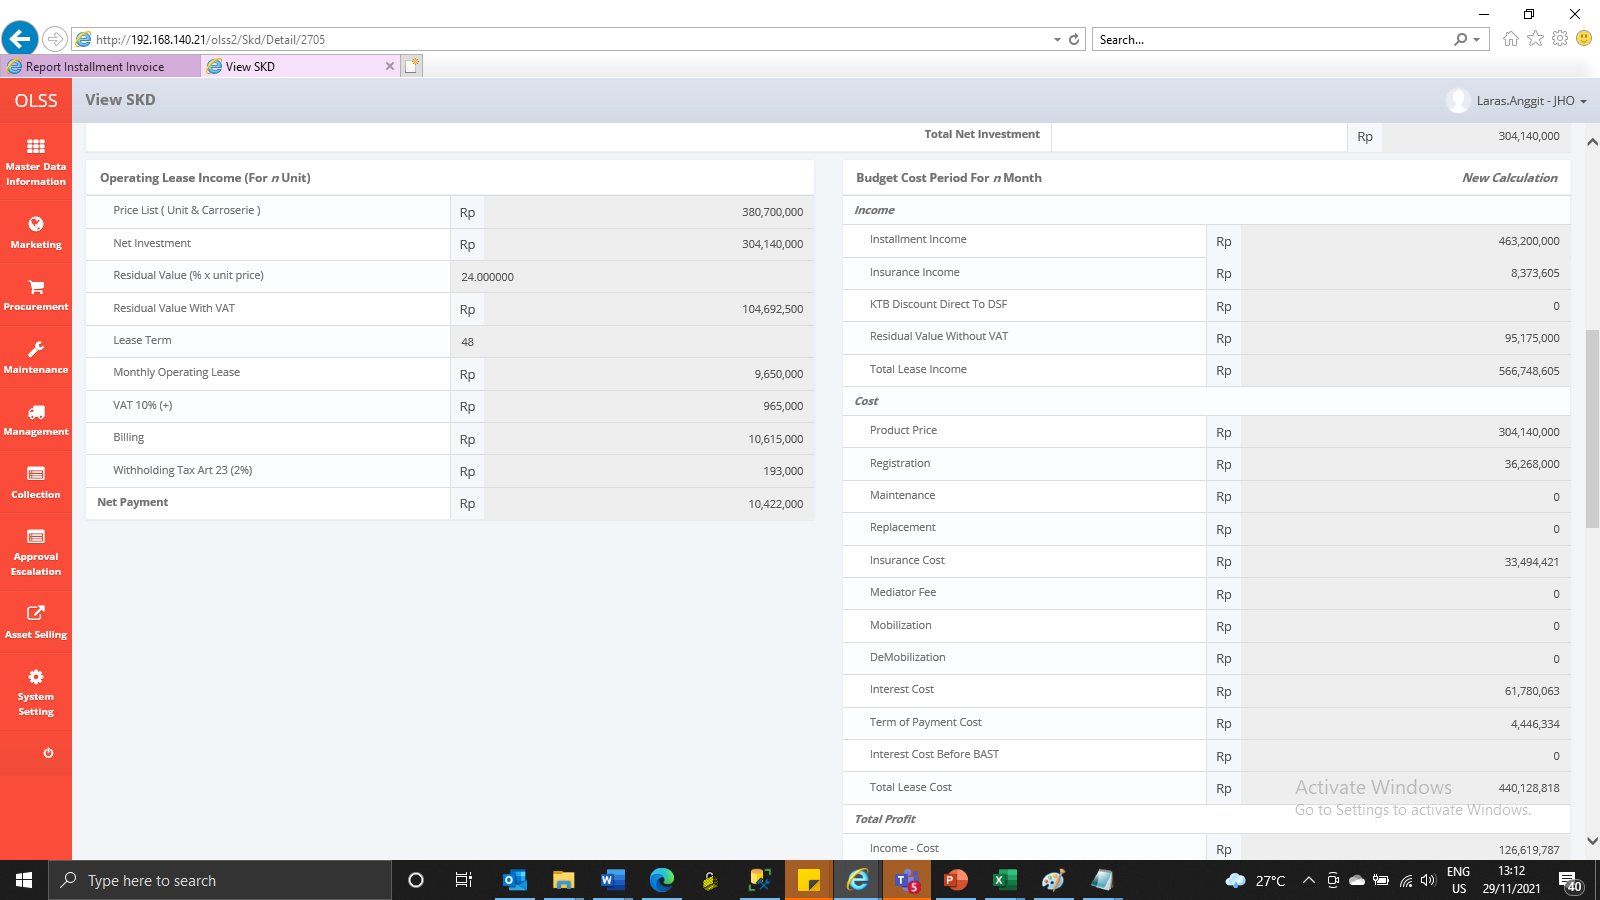 http://192.168.140.21/olss2/Skd/Detail/2705
Search...
Report Installment Invoice
View SKD
OLSS
View SKD
Laras.Anggit - JHO
Master Data Information
Marketing
Procurement
Maintenance
Management
Collection
Approval Escalation
Asset Selling
System Setting
Total Net Investment Rp 304,140,000
Operating Lease Income (For n Unit)
Price List ( Unit & Carroserie ) Rp 380,700,000
Net Investment Rp 304,140,000
Residual Value (% x unit price) 24.000000
Residual Value With VAT Rp 104,692,500
Lease Term 48
Monthly Operating Lease Rp 9,650,000
VAT 10% (+) Rp 965,000
Billing Rp 10,615,000
Withholding Tax Art 23 (2%) Rp 193,000
Net Payment Rp 10,422,000
Budget Cost Period For n Month New Calculation
Income
Installment Income Rp 463,200,000
Insurance Income Rp 8,373,605
KTB Discount Direct To DSF Rp 0
Residual Value Without VAT Rp 95,175,000
Total Lease Income Rp 566,748,605
Cost
Product Price Rp 304,140,000
Registration Rp 36,268,000
Maintenance Rp 0
Replacement Rp 0
Insurance Cost Rp 33,494,421
Mediator Fee Rp 0
Mobilization Rp 0
DeMobilization Rp 0
Interest Cost Rp 61,780,063
Term of Payment Cost Rp 4,446,334
Interest Cost Before BAST Rp 0
Total Lease Cost Rp 440,128,818
Total Profit
Income - Cost Rp 126,619,787
Activate Windows
Go to Settings to activate Windows.
Type here to search
5
27°C
ENG
US
13:12
29/11/2021
40